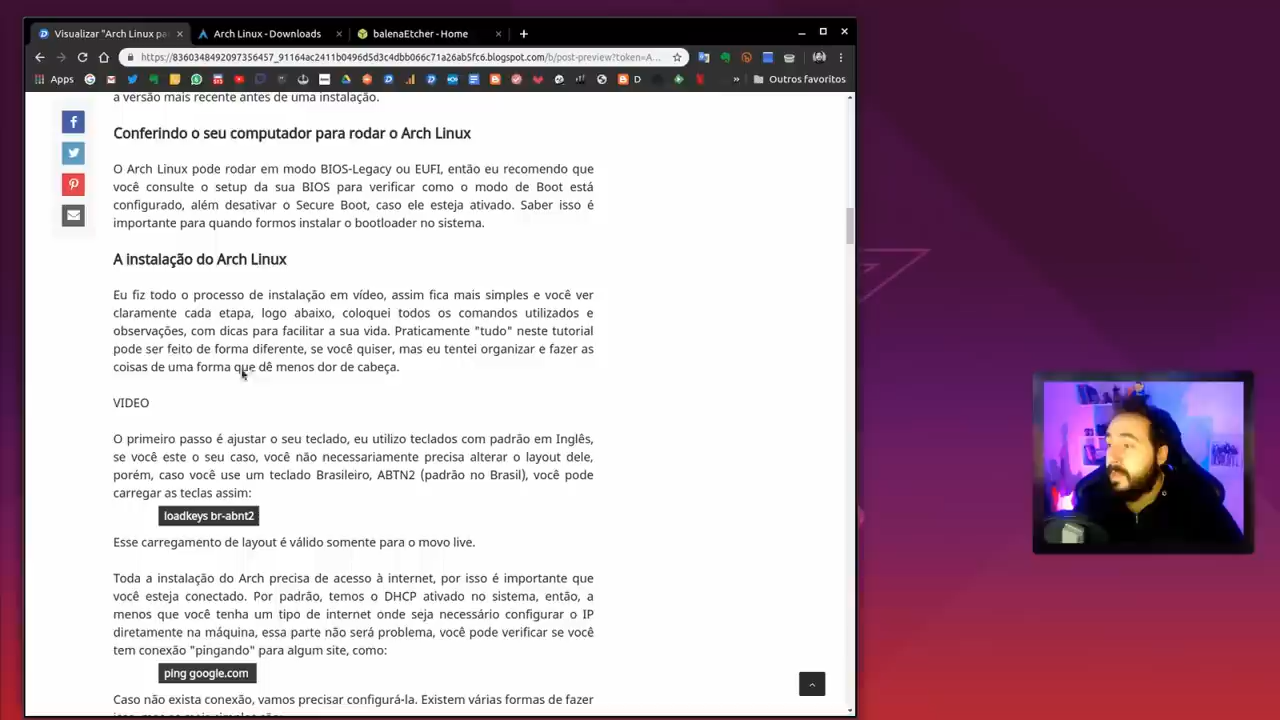 Visualizar "Arch Linux pa
Arch Linux - Downloads
balenaEtcher - Home
https://8360348492097356457_91164ac2411b0496d5d3c4dbb066c71a26ab5fc6.blogspot.com/b/post-preview?token=A...
Apps
D
Outros favoritos
a versão mais recente antes de uma instalação.
Conferindo o seu computador para rodar o Arch Linux
O Arch Linux pode rodar em modo BIOS-Legacy ou EUFI, então eu recomendo que
você consulte o setup da sua BIOS para verificar como o modo de Boot está
configurado, além desativar o Secure Boot, caso ele esteja ativado. Saber isso é
importante para quando formos instalar o bootloader no sistema.
A instalação do Arch Linux
Eu fiz todo o processo de instalação em vídeo, assim fica mais simples e você ver
claramente cada etapa, logo abaixo, coloquei todos os comandos utilizados e
observações, com dicas para facilitar a sua vida. Praticamente "tudo" neste tutorial
pode ser feito de forma diferente, se você quiser, mas eu tentei organizar e fazer as
coisas de uma forma que dê menos dor de cabeça.
VIDEO
O primeiro passo é ajustar o seu teclado, eu utilizo teclados com padrão em Inglês,
se você este o seu caso, você não necessariamente precisa alterar o layout dele,
porém, caso você use um teclado Brasileiro, ABTN2 (padrão no Brasil), você pode
carregar as teclas assim:
loadkeys br-abnt2
Esse carregamento de layout é válido somente para o movo live.
Toda a instalação do Arch precisa de acesso à internet, por isso é importante que
você esteja conectado. Por padrão, temos o DHCP ativado no sistema, então, a
menos que você tenha um tipo de internet onde seja necessário configurar o IP
diretamente na máquina, essa parte não será problema, você pode verificar se você
tem conexão "pingando" para algum site, como:
ping google.com
Caso não exista conexão, vamos precisar configurá-la. Existem várias formas de fazer